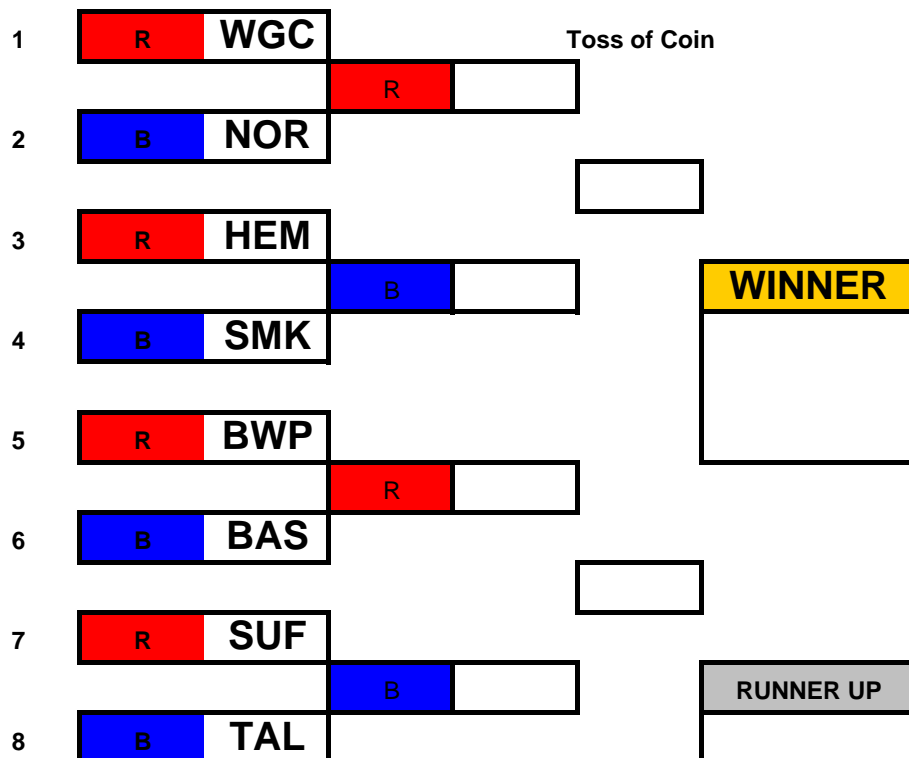 1 R WGC Toss of Coin
R
2 B NOR
3 R HEM
B WINNER
4 B SMK
5 R BWP
R
6 B BAS
7 R SUF
B RUNNER UP
8 B TAL